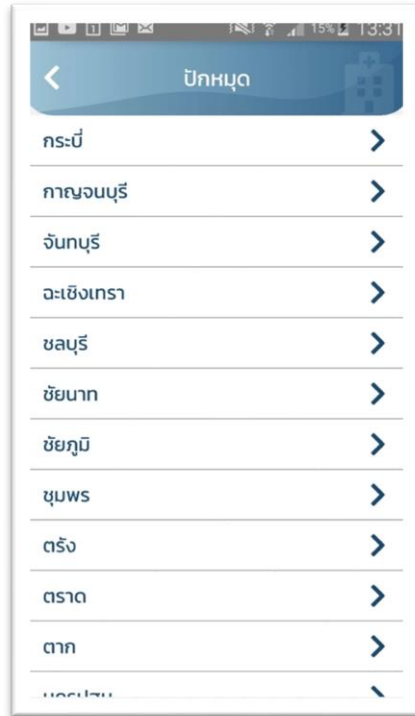 15% 13:31
ปักหมุด
กระบี่
กาญจนบุรี
จันทบุรี
ฉะเชิงเทรา
ชลบุรี
ชัยนาท
ชัยภูมิ
ชุมพร
ตรัง
ตราด
ตาก